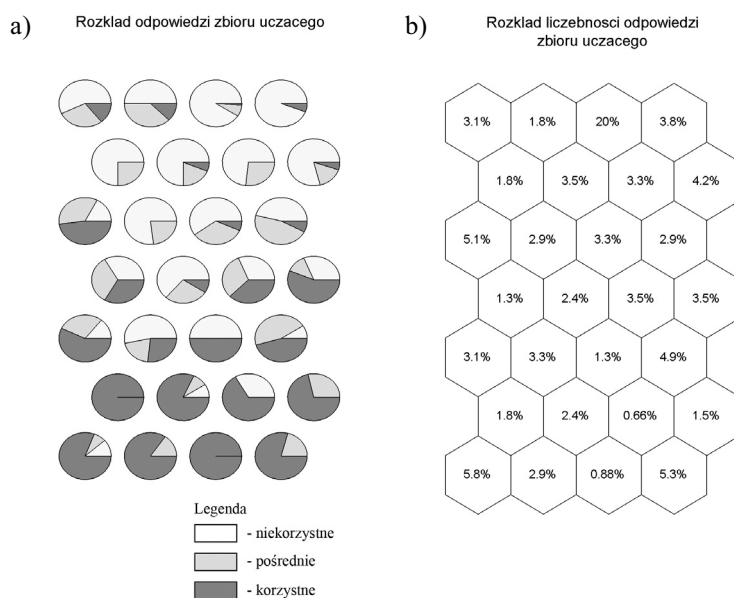 a)
Rozklad odpowiedzi zbioru uczacego
Legenda
- niekorzystne
- pośrednie
- korzystne
b)
Rozklad liczebnosci odpowiedzi
zbioru uczacego
3.1% 1.8% 20% 3.8%
1.8% 3.5% 3.3% 4.2%
5.1% 2.9% 3.3% 2.9%
1.3% 2.4% 3.5% 3.5%
3.1% 3.3% 1.3% 4.9%
1.8% 2.4% 0.66% 1.5%
5.8% 2.9% 0.88% 5.3%